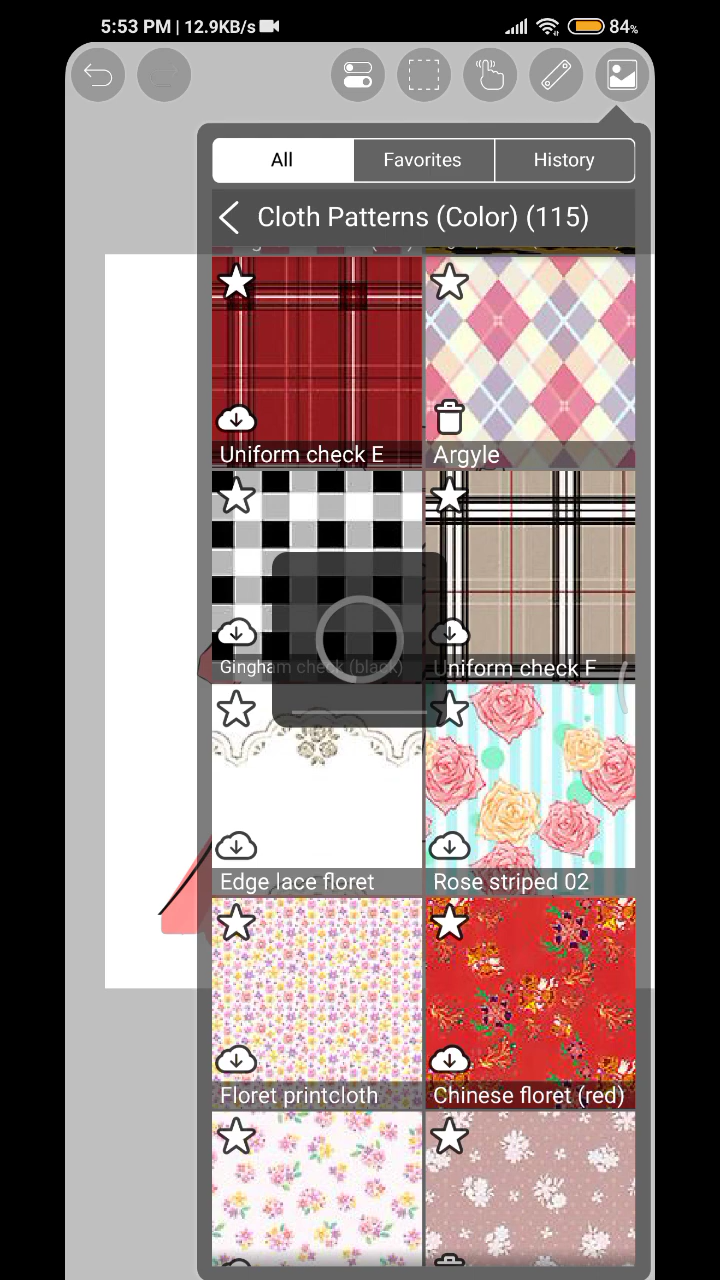 5:53 PM | 12.9KB/s 84%
All Favorites History
Cloth Patterns (Color) (115)
Uniform check E Argyle
Gingham check (black) Uniform check F
Edge lace floret Rose striped 02
Floret printcloth Chinese floret (red)